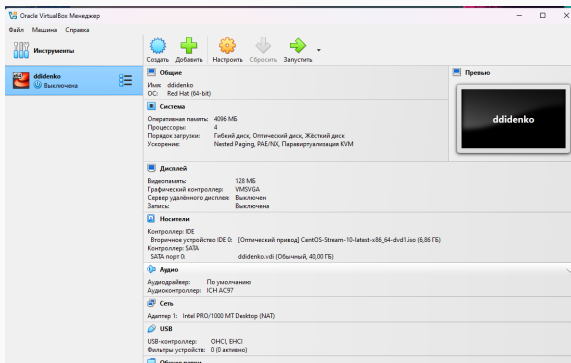 Oracle VirtualBox Менеджер
Файл Машина Справка
Инструменты
Создать Добавить Настроить Сбросить Запустить
ddidenko
Выключена
Общие
Имя: ddidenko
ОС: Red Hat (64-bit)
Превью
ddidenko
Система
Оперативная память: 4096 МБ
Процессоры: 4
Порядок загрузки: Гибкий диск, Оптический диск, Жёсткий диск
Ускорение: Nested Paging, PAE/NX, Паравиртуализация KVM
Дисплей
Видеопамять: 128 МБ
Графический контроллер: VMSVGA
Сервер удалённого дисплея: Выключен
Запись: Выключена
Носители
Контроллер: IDE
Вторичное устройство IDE 0: [Оптический привод] CentOS-Stream-10-latest-x86_64-dvd1.iso (6,86 ГБ)
Контроллер: SATA
SATA порт 0: ddidenko.vdi (Обычный, 40,00 ГБ)
Аудио
Аудиодрайвер: По умолчанию
Аудиоконтроллер: ICH AC97
Сеть
Адаптер 1: Intel PRO/1000 MT Desktop (NAT)
USB
USB-контроллер: OHCI, EHCI
Фильтры устройств: 0 (0 активно)
Общие папки